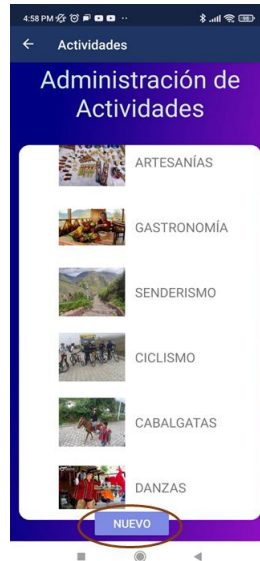 4:58 PM
Actividades
Administración de
Actividades
ARTESANÍAS
GASTRONOMÍA
SENDERISMO
CICLISMO
CABALGATAS
DANZAS
NUEVO